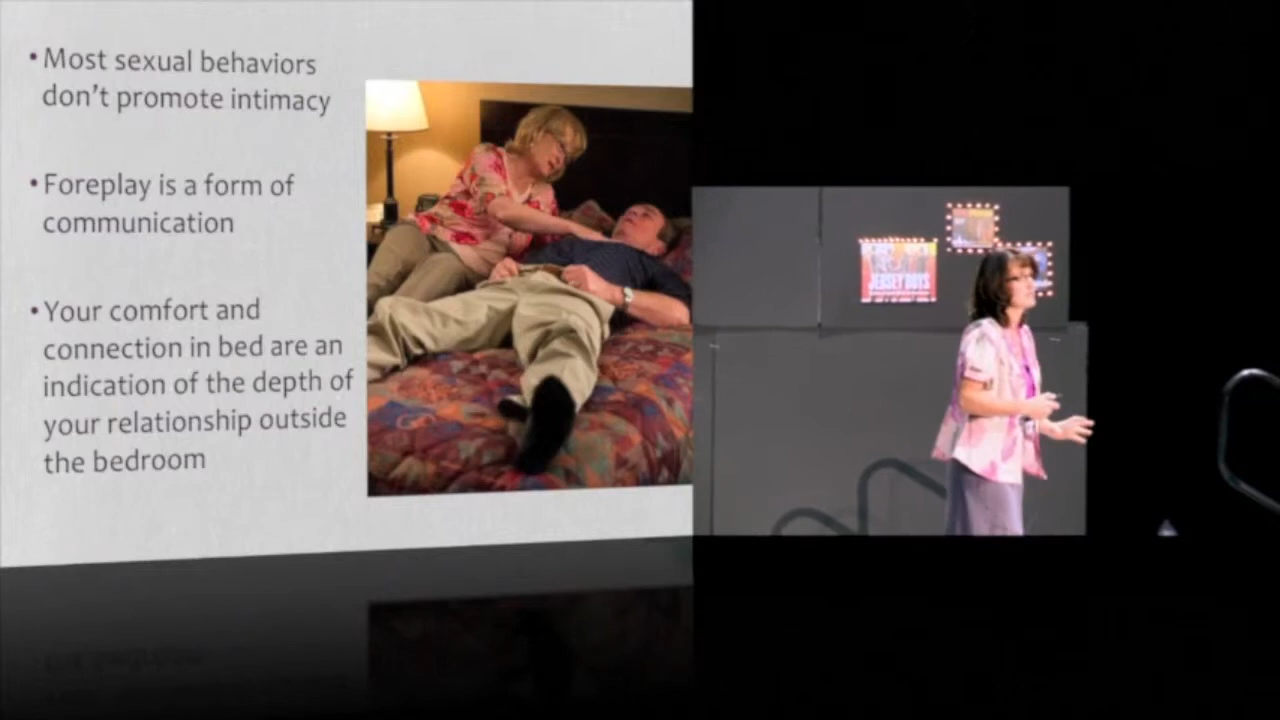 • Most sexual behaviors
don't promote intimacy
• Foreplay is a form of
communication
• Your comfort and
connection in bed are an
indication of the depth of
your relationship outside
the bedroom
JERSEY BOYS